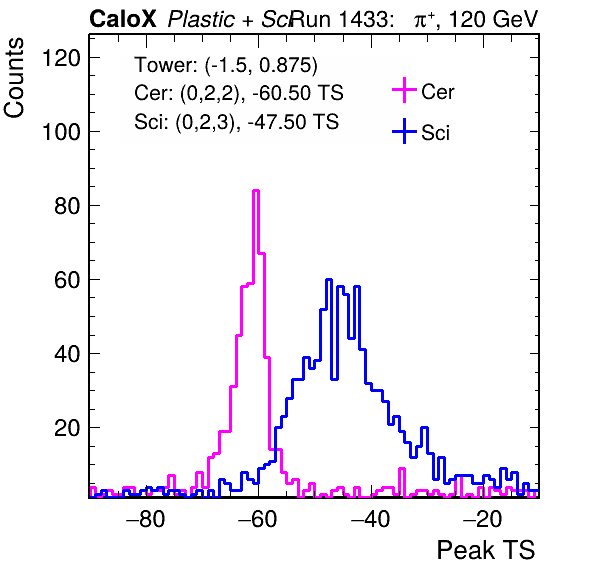 CaloX Plastic + Sci Run 1433: π⁺, 120 GeV
Counts
120
100
80
60
40
20
Tower: (-1.5, 0.875)
Cer: (0,2,2), -60.50 TS
Sci: (0,2,3), -47.50 TS
Cer
Sci
−80 −60 −40 −20
Peak TS